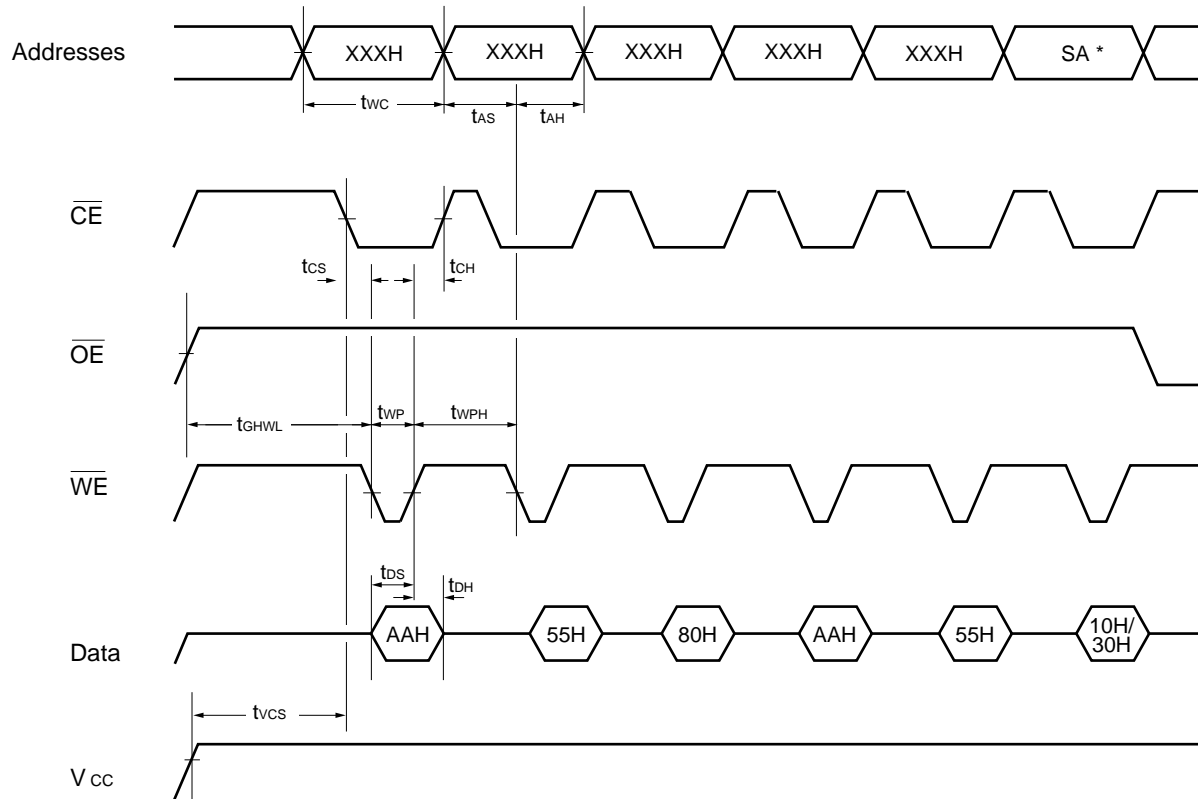 Addresses
XXXH
XXXH
XXXH
XXXH
XXXH
SA *
tWC
tAS
tAH
CE
tCS
tCH
OE
tGHWL
tWP
tWPH
WE
tDS
tDH
Data
AAH
55H
80H
AAH
55H
10H/
30H
tVCS
VCC